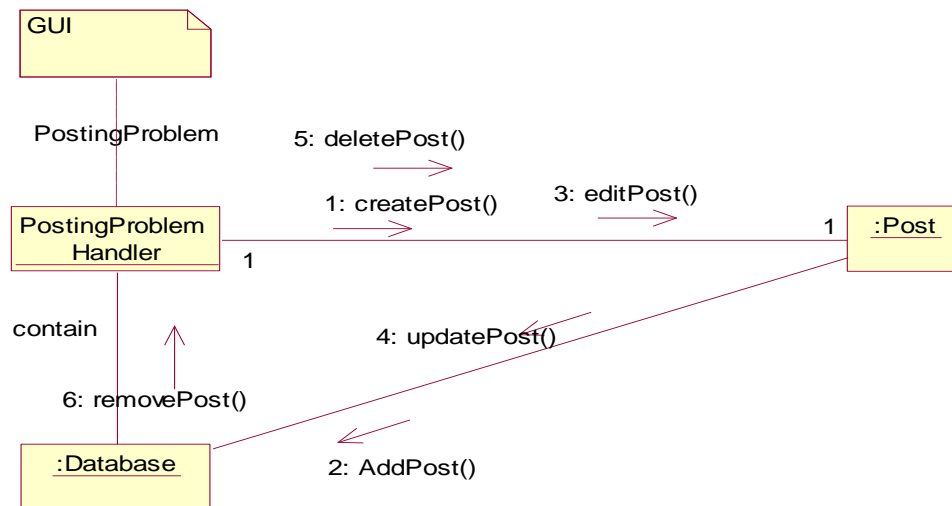 GUI
PostingProblem
5: deletePost()
1: createPost()
3: editPost()
PostingProblem
Handler
1
1
:Post
contain
4: updatePost()
6: removePost()
:Database
2: AddPost()